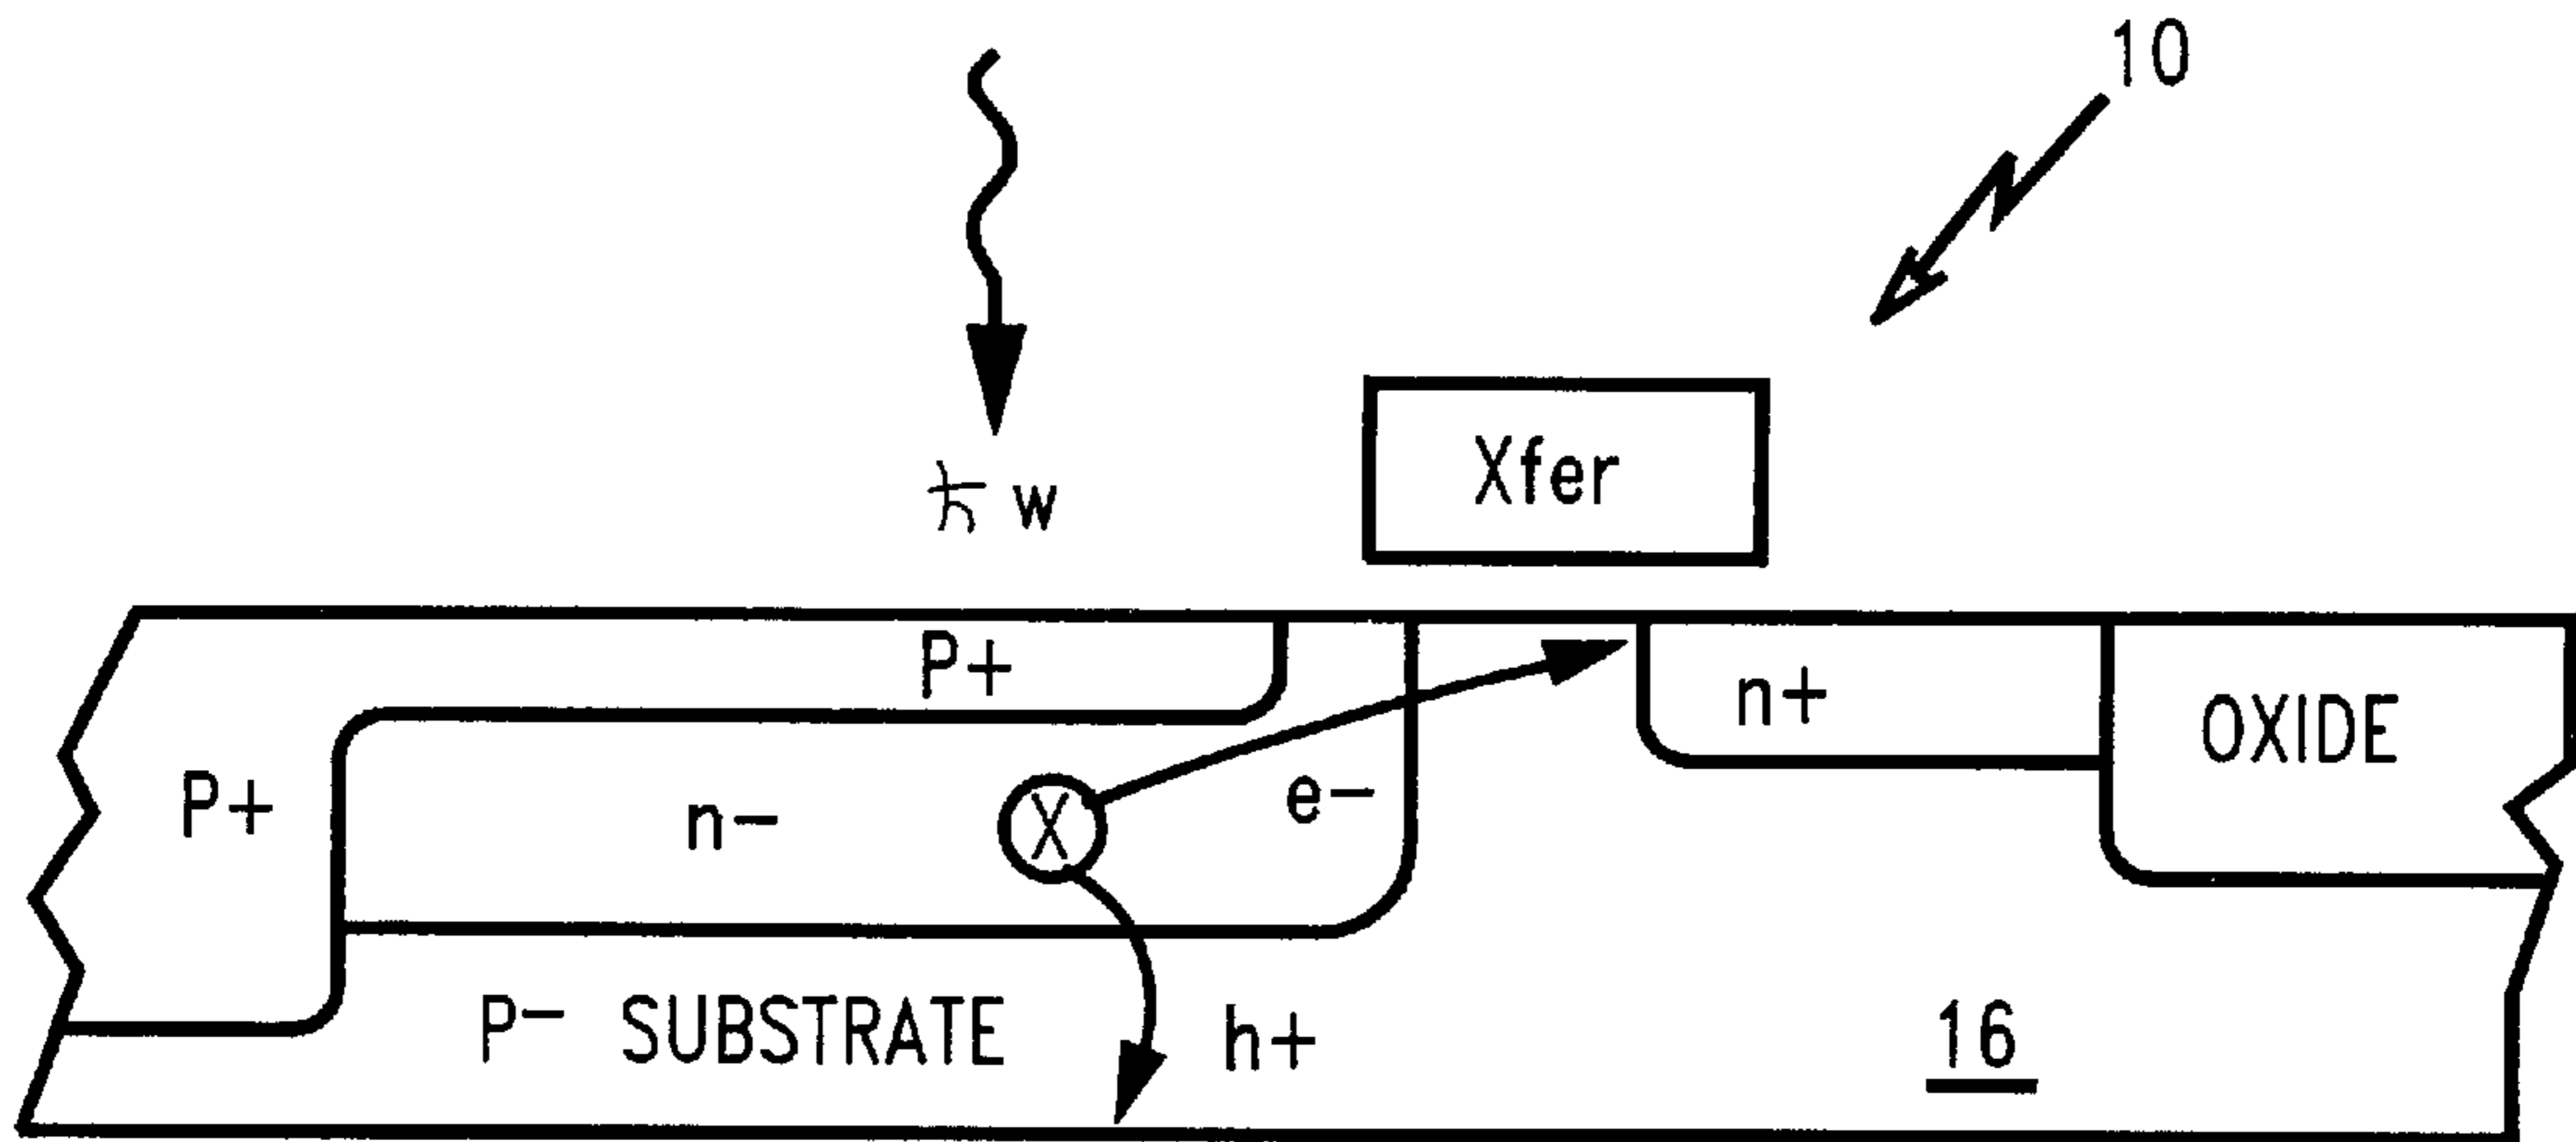 10
Xfer
ħw
P+
n+
OXIDE
P+
n-
X
e-
P- SUBSTRATE
h+
16